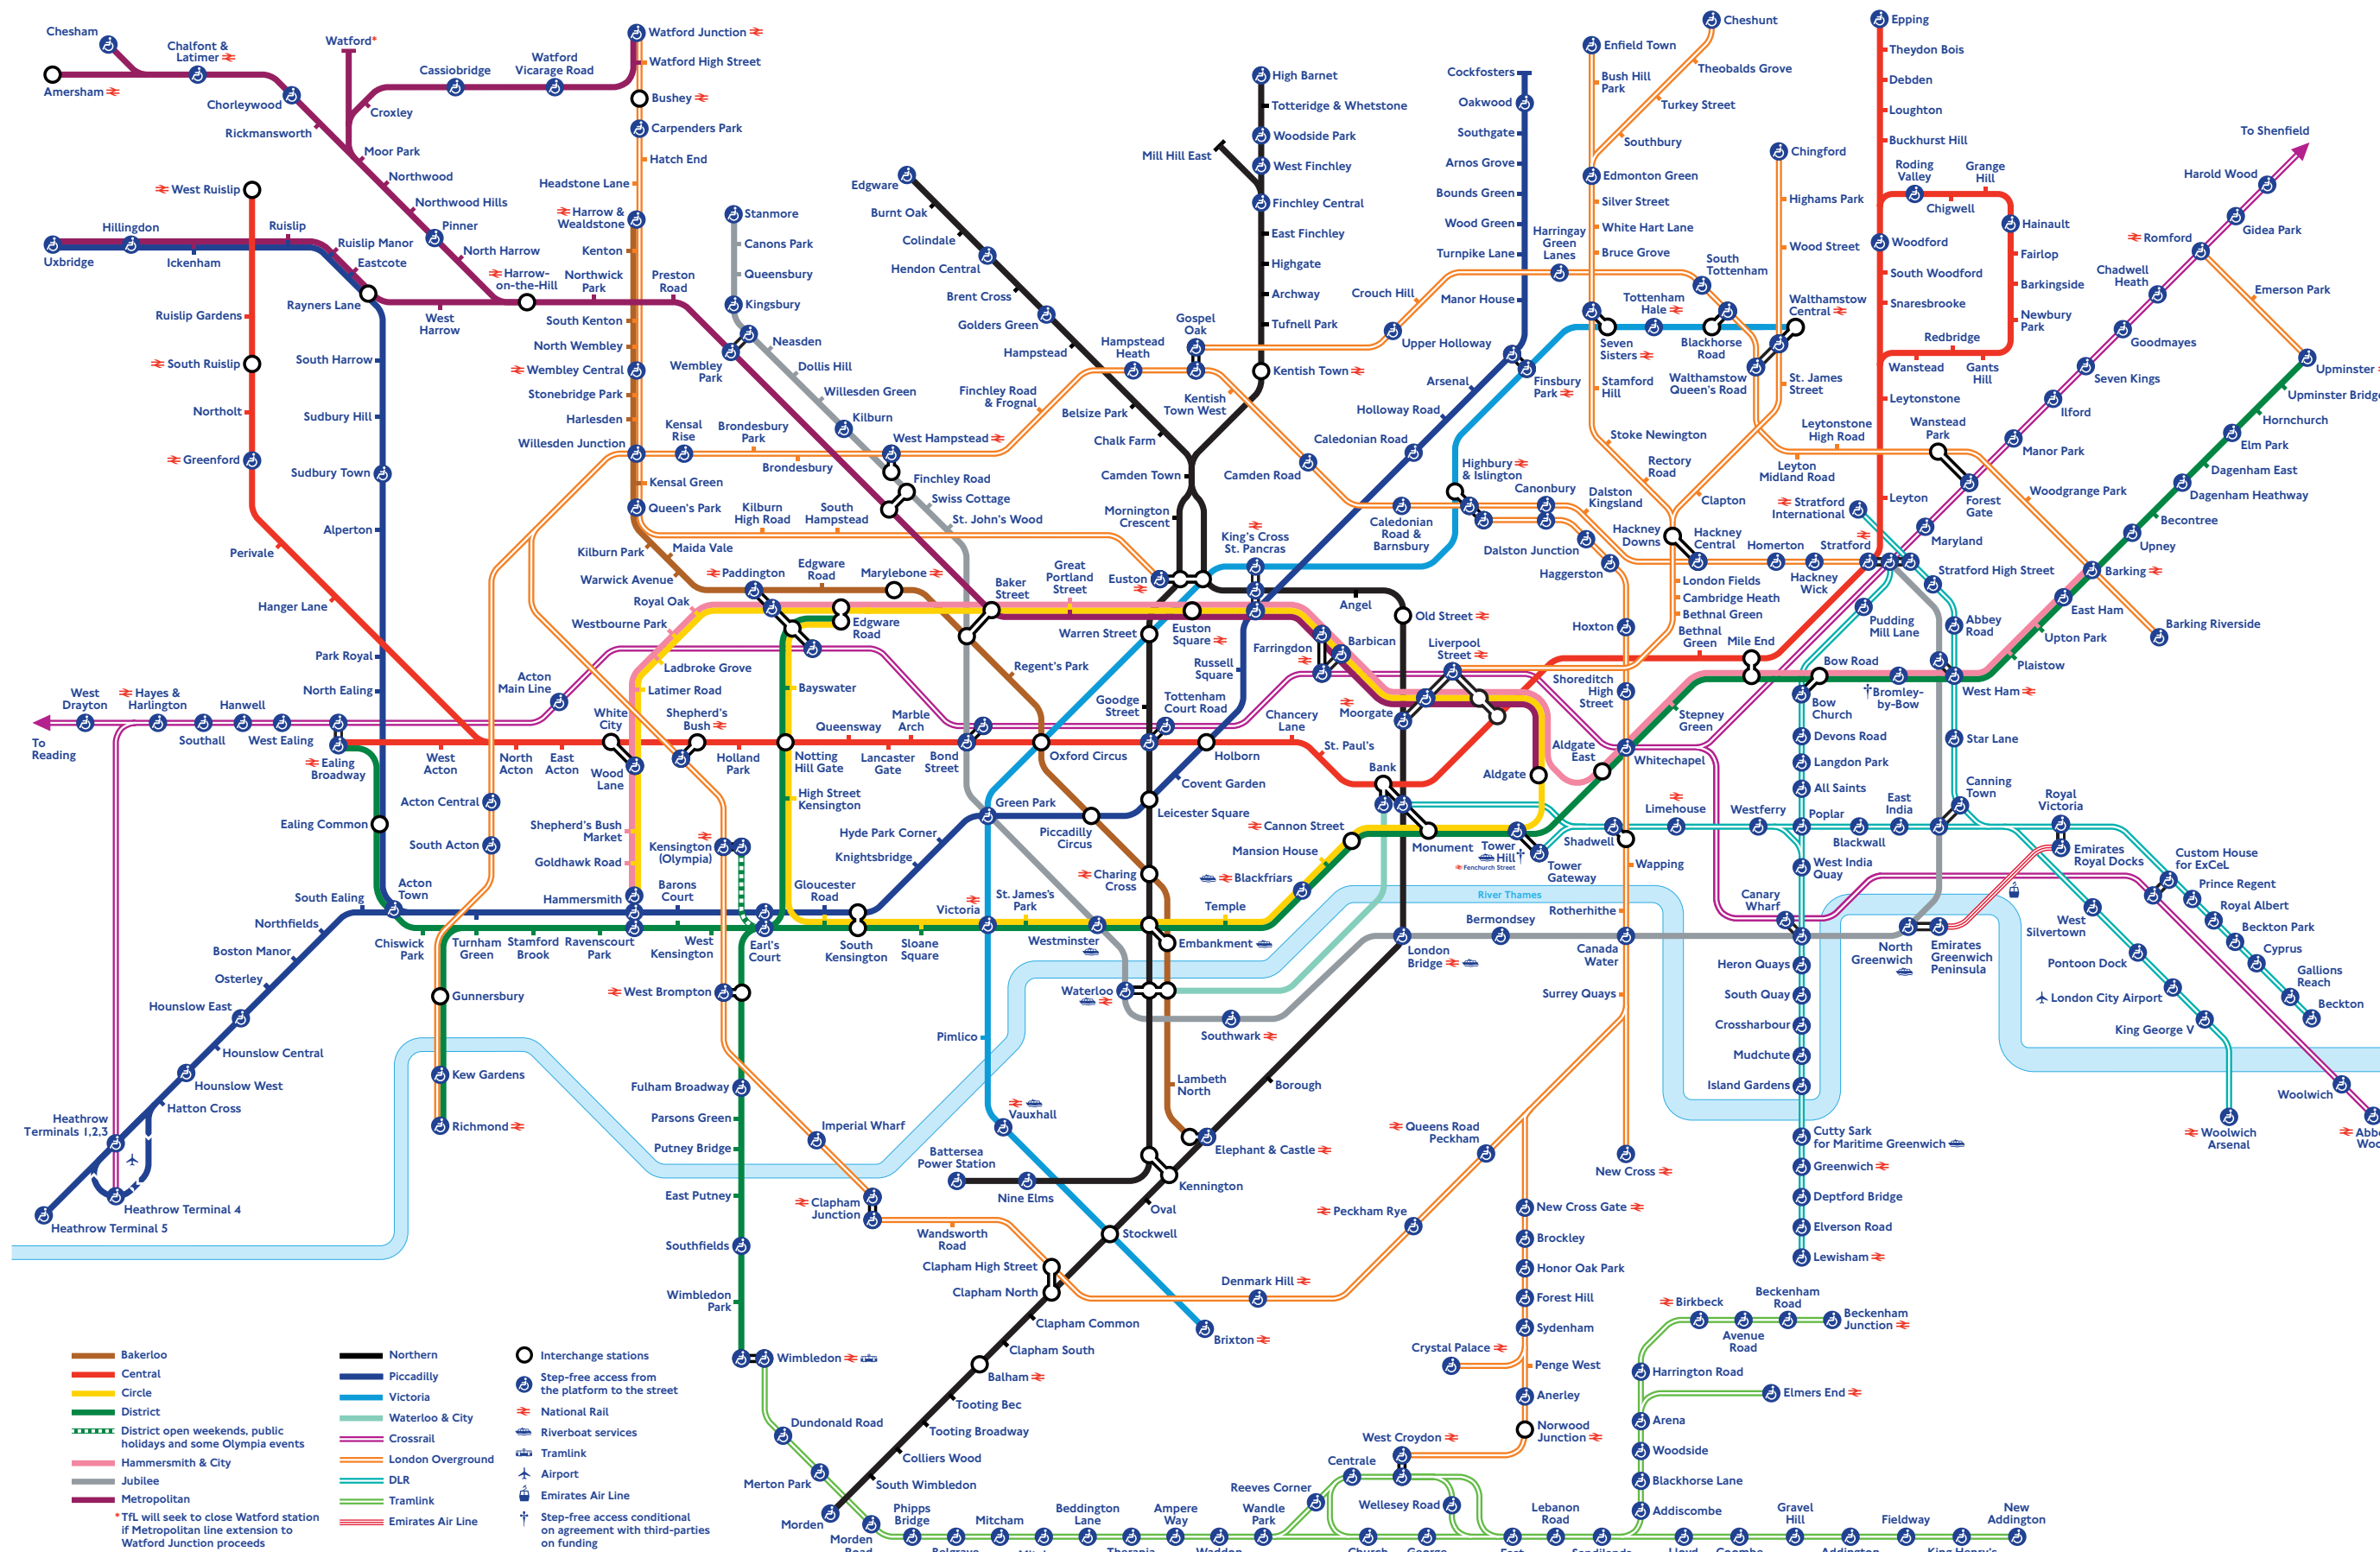 Chesham
Chalfont &
Latimer
Amersham
Chorleywood
Rickmansworth
Watford*
Croxley
Cassiobridge
Watford
Vicarage Road
Watford Junction
Watford High Street
Bushey
Carpenders Park
Hatch End
Headstone Lane
Harrow &
Wealdstone
Kenton
Moor Park
Northwood
Northwood Hills
Pinner
North Harrow
Harrow-
on-the-Hill
Northwick
Park
Preston
Road
West Ruislip
Hillingdon
Uxbridge
Ickenham
Ruislip
Ruislip Manor
Eastcote
Rayners Lane
West
Harrow
Ruislip Gardens
South Ruislip
Northolt
Greenford
Perivale
Hanger Lane
South Harrow
Sudbury Hill
Sudbury Town
Alperton
Park Royal
North Ealing
South Kenton
North Wembley
Wembley Central
Stonebridge Park
Harlesden
Willesden Junction
Kensal Green
Queen's Park
Kilburn Park
Maida Vale
Warwick Avenue
Paddington
Edgware
Road
Marylebone
Stanmore
Canons Park
Queensbury
Kingsbury
Wembley
Park
Neasden
Dollis Hill
Willesden Green
Kilburn
West Hampstead
Finchley Road
Swiss Cottage
St. John's Wood
Kensal
Rise
Brondesbury
Park
Brondesbury
Kilburn
High Road
South
Hampstead
Finchley Road
& Frognal
Hampstead
Heath
Gospel
Oak
Kentish
Town West
Camden Road
Edgware
Burnt Oak
Colindale
Hendon Central
Brent Cross
Golders Green
Hampstead
Belsize Park
Chalk Farm
Camden Town
Mornington
Crescent
Euston
High Barnet
Totteridge & Whetstone
Woodside Park
Mill Hill East
West Finchley
Finchley Central
East Finchley
Highgate
Archway
Tufnell Park
Kentish Town
Cockfosters
Oakwood
Southgate
Arnos Grove
Bounds Green
Wood Green
Turnpike Lane
Manor House
Harringay
Green
Lanes
Crouch Hill
Upper Holloway
Finsbury
Park
Arsenal
Holloway Road
Caledonian Road
Highbury
& Islington
Caledonian
Road &
Barnsbury
Canonbury
Dalston
Kingsland
Dalston Junction
Haggerston
Hoxton
Enfield Town
Bush Hill
Park
Cheshunt
Theobalds Grove
Turkey Street
Southbury
Edmonton Green
Silver Street
White Hart Lane
Bruce Grove
Seven
Sisters
Tottenham
Hale
South
Tottenham
Blackhorse
Road
Walthamstow
Central
Walthamstow
Queen's Road
St. James
Street
Stamford
Hill
Stoke Newington
Rectory
Road
Clapton
Hackney
Downs
Hackney
Central
London Fields
Cambridge Heath
Bethnal Green
Chingford
Highams Park
Wood Street
Homerton
Hackney
Wick
Stratford
Stratford
International
Leyton
Midland Road
Leytonstone
High Road
Wanstead
Park
Woodgrange Park
Epping
Theydon Bois
Debden
Loughton
Buckhurst Hill
Roding
Valley
Grange
Hill
Chigwell
Hainault
Woodford
Fairlop
South Woodford
Barkingside
Snaresbrooke
Newbury
Park
Redbridge
Wanstead
Gants
Hill
Leytonstone
Leyton
To Shenfield
Harold Wood
Gidea Park
Romford
Emerson Park
Chadwell
Heath
Goodmayes
Seven Kings
Ilford
Manor Park
Forest
Gate
Maryland
Upminster
Upminster Bridge
Hornchurch
Elm Park
Dagenham East
Dagenham Heathway
Becontree
Upney
Barking
East Ham
Barking Riverside
Upton Park
Plaistow
West Ham
Stratford High Street
Abbey
Road
Pudding
Mill Lane
Bow Road
Bow
Church
†Bromley-
by-Bow
Mile End
Bethnal
Green
Stepney
Green
Whitechapel
Star Lane
Canning
Town
Devons Road
Langdon Park
All Saints
Poplar
Royal Oak
Westbourne Park
Ladbroke Grove
Latimer Road
Edgware
Road
Baker
Street
Great
Portland
Street
Regent's Park
Warren Street
Euston
Square
King's Cross
St. Pancras
Angel
Old Street
Farringdon
Barbican
Liverpool
Street
Moorgate
Shoreditch
High
Street
Aldgate
East
Aldgate
Russell
Square
Goodge
Street
Tottenham
Court Road
Chancery
Lane
St. Paul's
Bank
Holborn
Covent Garden
Leicester Square
Piccadilly
Circus
Oxford Circus
Bond
Street
Marble
Arch
Lancaster
Gate
Queensway
Bayswater
Notting
Hill Gate
High Street
Kensington
Holland
Park
Shepherd's
Bush
White
City
Wood
Lane
East
Acton
North
Acton
West
Acton
Acton
Main Line
West
Drayton
Hayes &
Harlington
Southall
Hanwell
West Ealing
Ealing
Broadway
To
Reading
Ealing Common
Acton Central
South Acton
Acton
Town
South Ealing
Northfields
Boston Manor
Osterley
Hounslow East
Hounslow Central
Hounslow West
Hatton Cross
Heathrow
Terminals 1,2,3
Heathrow Terminal 4
Heathrow Terminal 5
Chiswick
Park
Turnham
Green
Stamford
Brook
Ravenscourt
Park
West
Kensington
Barons
Court
Hammersmith
Goldhawk Road
Shepherd's Bush
Market
Kensington
(Olympia)
Earl's
Court
Gloucester
Road
South
Kensington
Sloane
Square
Victoria
St. James's
Park
Westminster
Embankment
Charing
Cross
Temple
Blackfriars
Mansion House
Cannon Street
Monument
Tower
Hill†
Fenchurch Street
Tower
Gateway
Green Park
Hyde Park Corner
Knightsbridge
Gunnersbury
Kew Gardens
Richmond
West Brompton
Fulham Broadway
Parsons Green
Putney Bridge
East Putney
Southfields
Wimbledon
Park
Wimbledon
Imperial Wharf
Clapham
Junction
Wandsworth
Road
Clapham High Street
Clapham North
Clapham Common
Clapham South
Balham
Tooting Bec
Tooting Broadway
Colliers Wood
South Wimbledon
Morden
Pimlico
Vauxhall
Battersea
Power Station
Nine Elms
Stockwell
Oval
Kennington
Brixton
Denmark Hill
Peckham Rye
Queens Road
Peckham
Waterloo
Southwark
Lambeth
North
Elephant & Castle
Borough
London
Bridge
Bermondsey
River Thames
Shadwell
Limehouse
Westferry
Wapping
Rotherhithe
Canada
Water
Surrey Quays
New Cross
New Cross Gate
Brockley
Honor Oak Park
Forest Hill
Sydenham
Crystal Palace
Penge West
Anerley
Norwood
Junction
West Croydon
Blackwall
East
India
West India
Quay
Canary
Wharf
Heron Quays
South Quay
Crossharbour
Mudchute
Island Gardens
Cutty Sark
for Maritime Greenwich
Greenwich
Deptford Bridge
Elverson Road
Lewisham
North
Greenwich
Emirates
Greenwich
Peninsula
Royal
Victoria
Emirates
Royal Docks
Custom House
for ExCeL
Prince Regent
Royal Albert
Beckton Park
Cyprus
Gallions
Reach
Beckton
West
Silvertown
Pontoon Dock
London City Airport
King George V
Woolwich
Arsenal
Woolwich
Birkbeck
Avenue
Road
Beckenham
Road
Beckenham
Junction
Harrington Road
Elmers End
Arena
Woodside
Blackhorse Lane
Addiscombe
Dundonald Road
Merton Park
Morden
Road
Phipps
Bridge
Belgrave
Mitcham
Beddington
Lane
Therapia
Ampere
Way
Waddon
Wandle
Park
Reeves Corner
Centrale
Wellesey Road
Church
George
East
Lebanon
Road
Sandilands
Lloyd
Coombe
Gravel
Hill
Addington
Fieldway
King Henry's
New
Addington
Bakerloo
Central
Circle
District
District open weekends, public
holidays and some Olympia events
Hammersmith & City
Jubilee
Metropolitan
*TfL will seek to close Watford station
if Metropolitan line extension to
Watford Junction proceeds
Northern
Piccadilly
Victoria
Waterloo & City
Crossrail
London Overground
DLR
Tramlink
Emirates Air Line
Interchange stations
Step-free access from
the platform to the street
National Rail
Riverboat services
Tramlink
Airport
Emirates Air Line
† Step-free access conditional
on agreement with third-parties
on funding